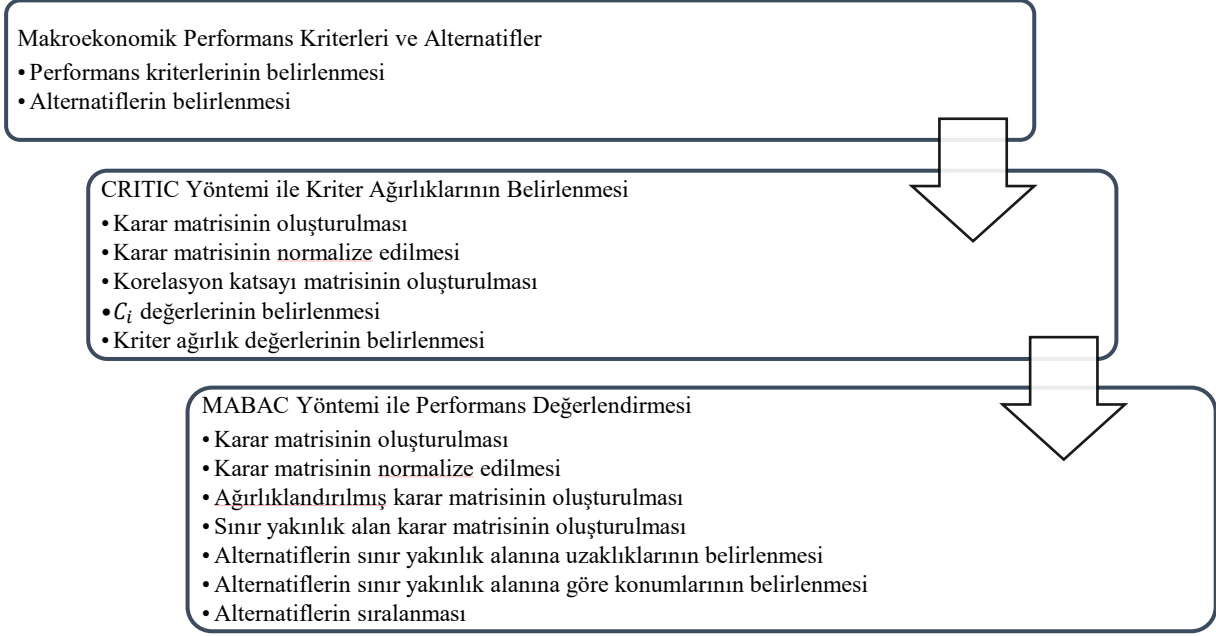 Makroekonomik Performans Kriterleri ve Alternatifler
• Performans kriterlerinin belirlenmesi
• Alternatiflerin belirlenmesi
CRITIC Yöntemi ile Kriter Ağırlıklarının Belirlenmesi
• Karar matrisinin oluşturulması
• Karar matrisinin normalize edilmesi
• Korelasyon katsayı matrisinin oluşturulması
• 𝐶ᵢ değerlerinin belirlenmesi
• Kriter ağırlık değerlerinin belirlenmesi
MABAC Yöntemi ile Performans Değerlendirmesi
• Karar matrisinin oluşturulması
• Karar matrisinin normalize edilmesi
• Ağırlıklandırılmış karar matrisinin oluşturulması
• Sınır yakınlık alan karar matrisinin oluşturulması
• Alternatiflerin sınır yakınlık alanına uzaklıklarının belirlenmesi
• Alternatiflerin sınır yakınlık alanına göre konumlarının belirlenmesi
• Alternatiflerin sıralanması